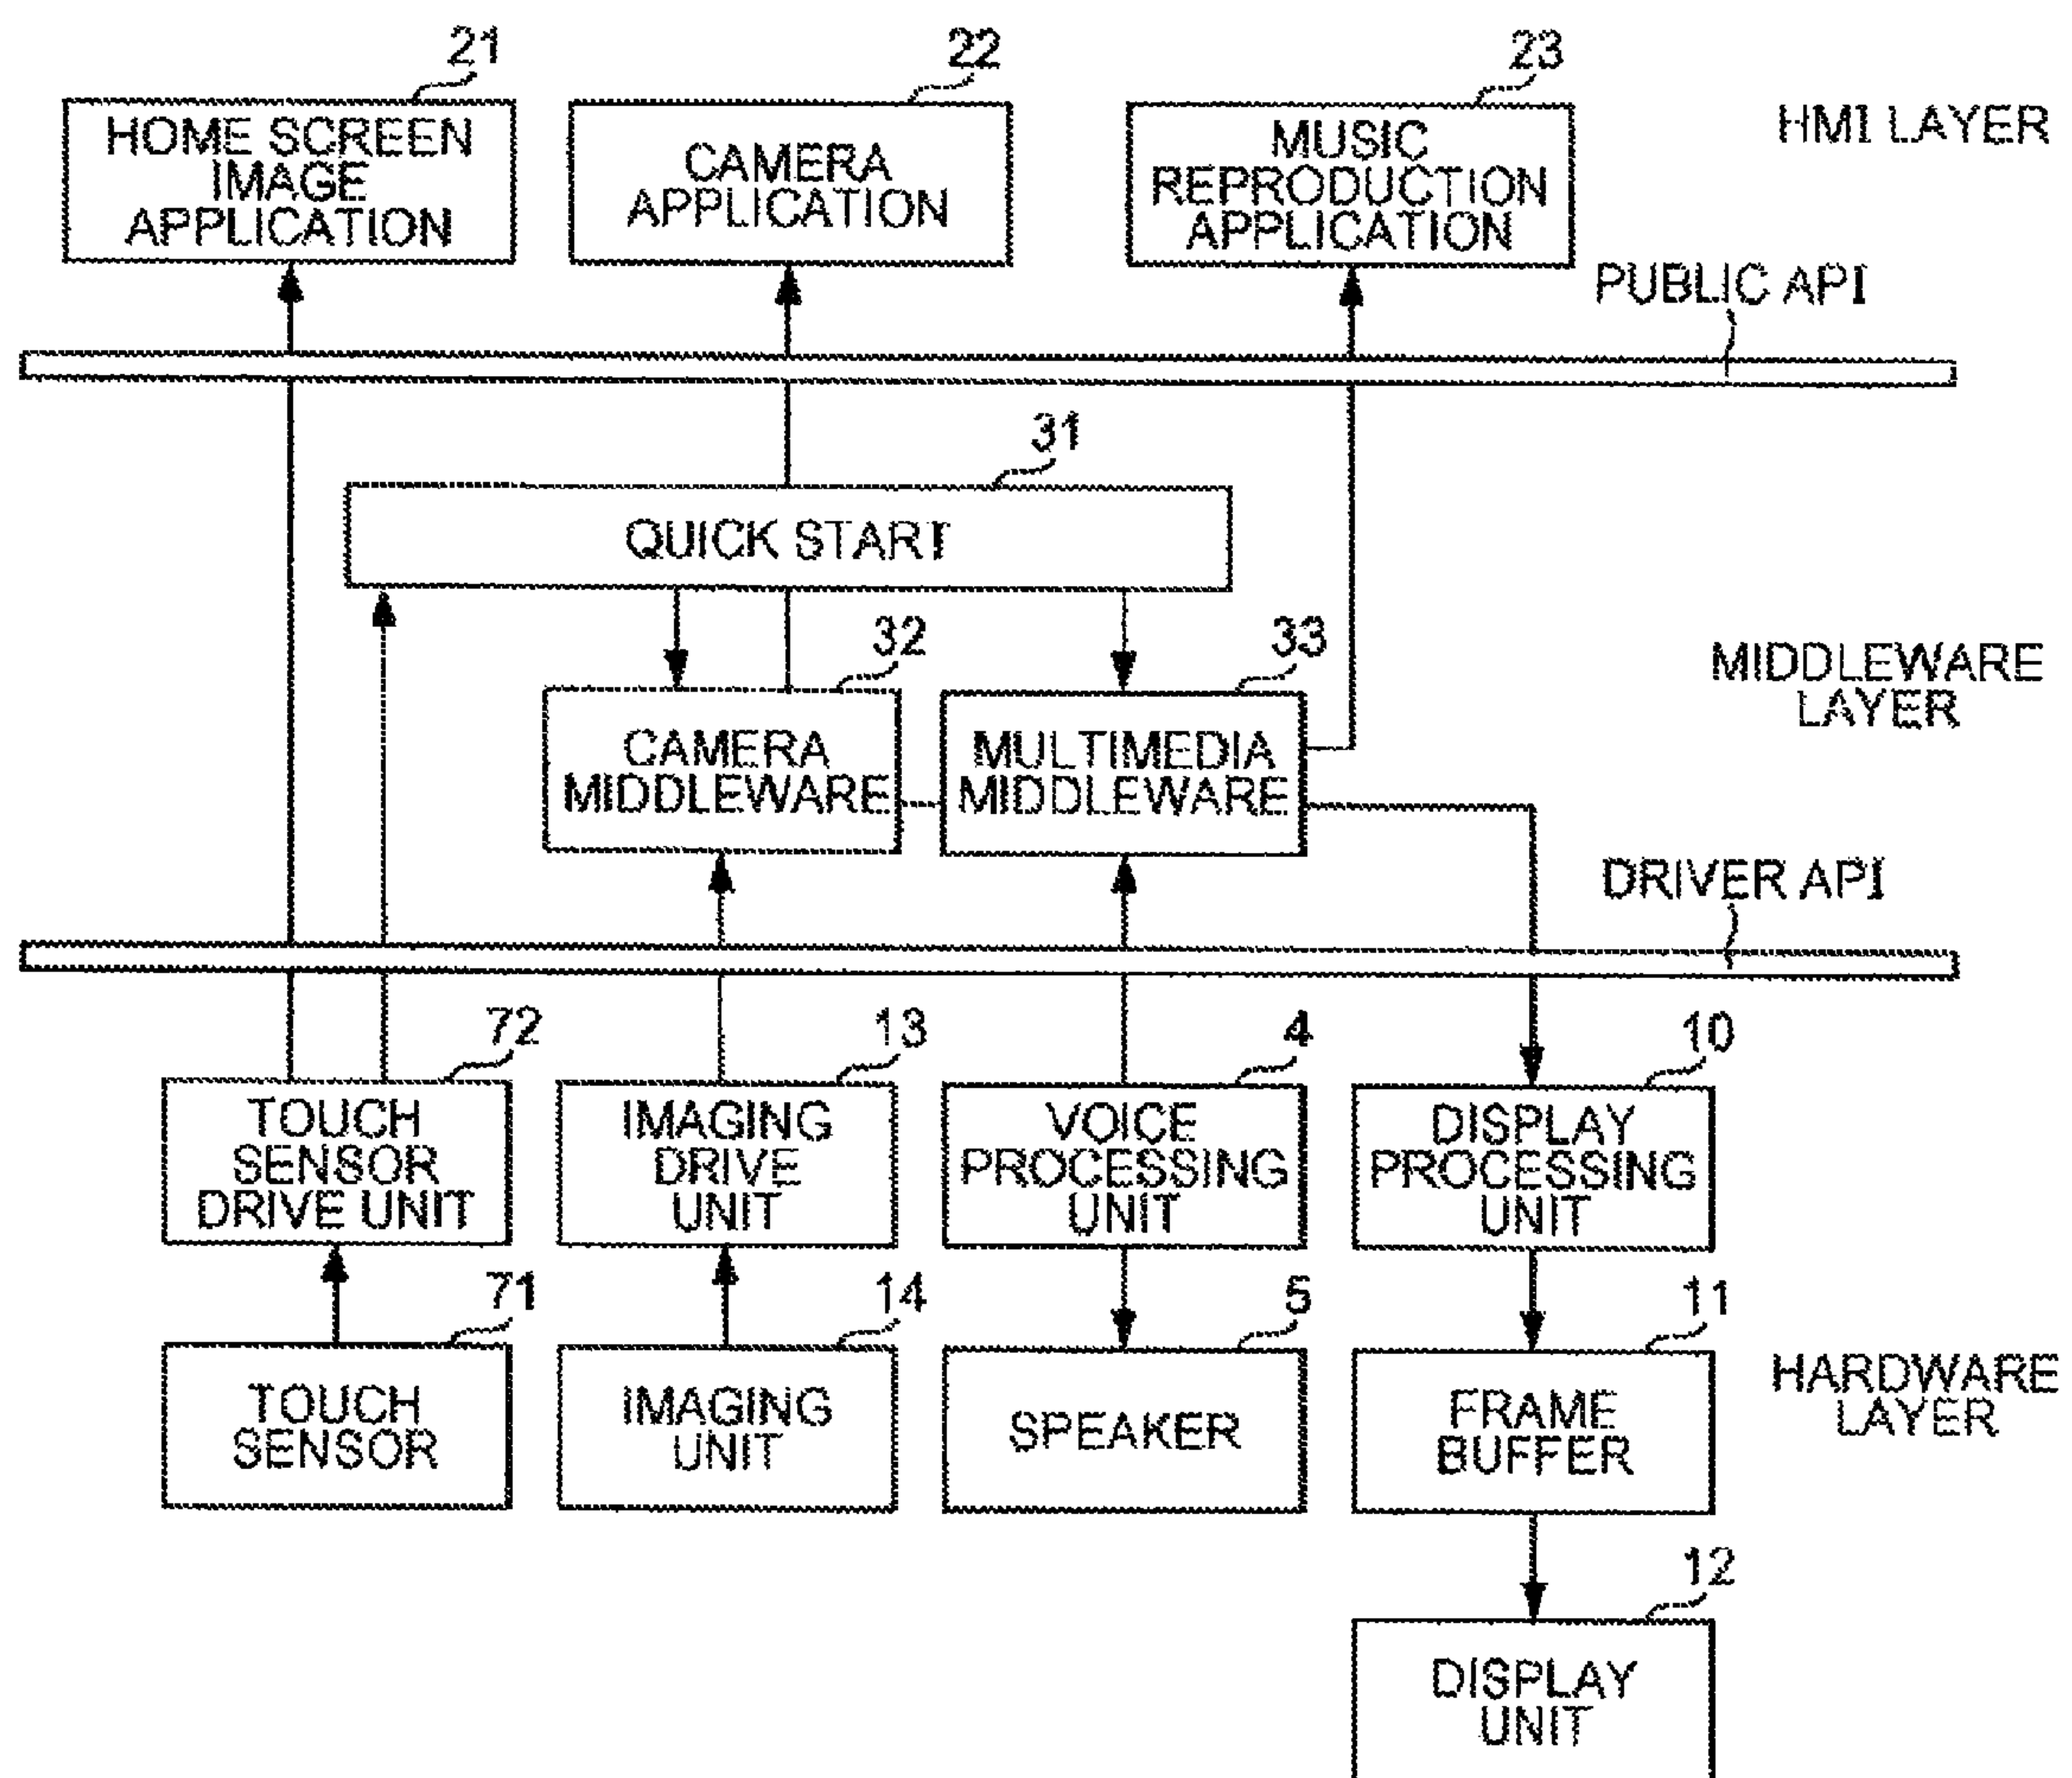 21
22
23
HOME SCREEN
IMAGE
APPLICATION
CAMERA
APPLICATION
MUSIC
REPRODUCTION
APPLICATION
HMI LAYER
PUBLIC API
31
QUICK START
32
33
CAMERA
MIDDLEWARE
MULTIMEDIA
MIDDLEWARE
MIDDLEWARE
LAYER
DRIVER API
72
13
4
10
TOUCH
SENSOR
DRIVE UNIT
IMAGING
DRIVE
UNIT
VOICE
PROCESSING
UNIT
DISPLAY
PROCESSING
UNIT
71
14
5
11
TOUCH
SENSOR
IMAGING
UNIT
SPEAKER
FRAME
BUFFER
HARDWARE
LAYER
12
DISPLAY
UNIT